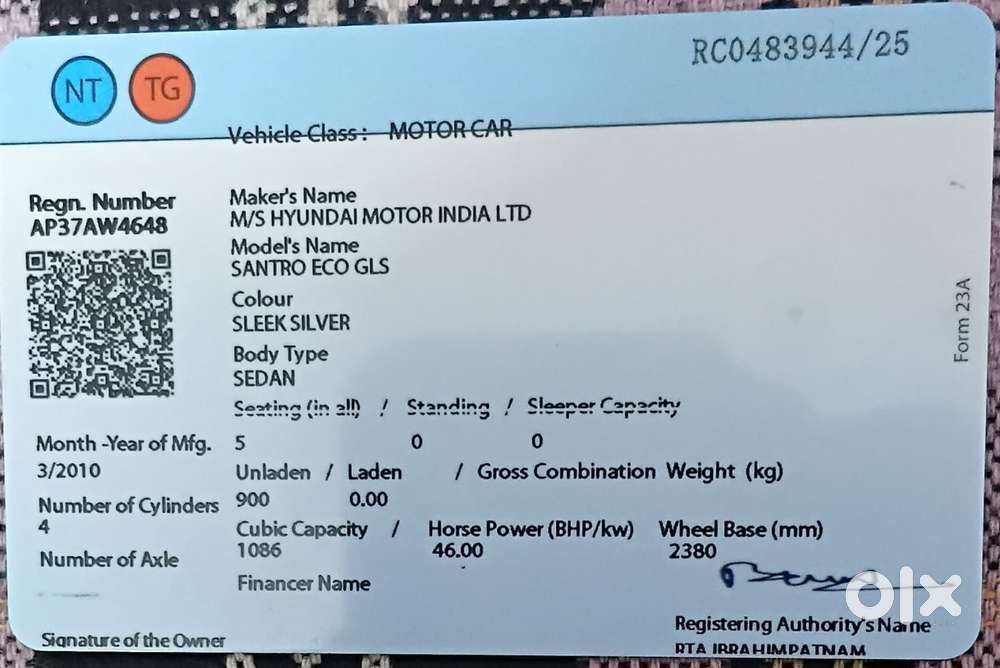 NT TG RC0483944/25
Vehicle Class : MOTOR CAR
Regn. Number
AP37AW4648
Maker's Name
M/S HYUNDAI MOTOR INDIA LTD
Model's Name
SANTRO ECO GLS
Colour
SLEEK SILVER
Body Type
SEDAN
Form 23A
Seating (in all) / Standing / Sleeper Capacity
5 0 0
Month -Year of Mfg.
3/2010
Unladen / Laden / Gross Combination Weight (kg)
900 0.00
Number of Cylinders
4
Cubic Capacity / Horse Power (BHP/kw) Wheel Base (mm)
1086 46.00 2380
Number of Axle
Financer Name
olx
Signature of the Owner
Registering Authority's Name
RTA IBRAHIMPATNAM